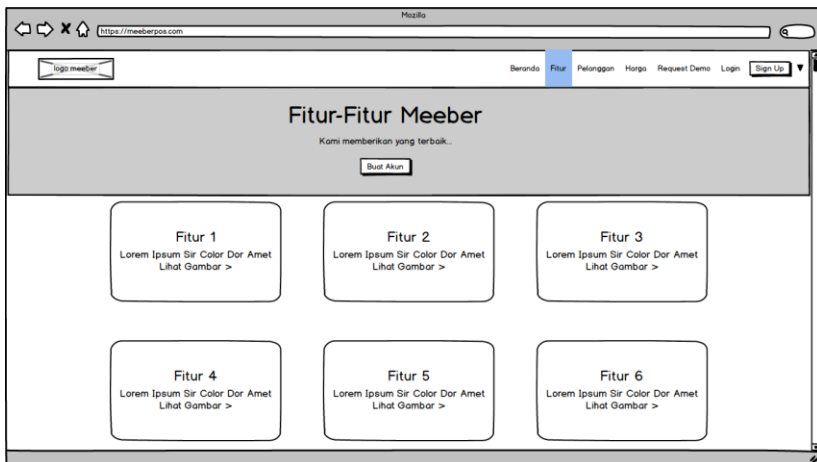 Mozilla
https://meeberpos.com
logo meeber
Beranda Fitur Pelanggan Harga Request Demo Login Sign Up ▼
Fitur-Fitur Meeber
Kami memberikan yang terbaik...
Buat Akun
Fitur 1
Lorem Ipsum Sir Color Dor Amet
Lihat Gambar >
Fitur 2
Lorem Ipsum Sir Color Dor Amet
Lihat Gambar >
Fitur 3
Lorem Ipsum Sir Color Dor Amet
Lihat Gambar >
Fitur 4
Lorem Ipsum Sir Color Dor Amet
Lihat Gambar >
Fitur 5
Lorem Ipsum Sir Color Dor Amet
Lihat Gambar >
Fitur 6
Lorem Ipsum Sir Color Dor Amet
Lihat Gambar >